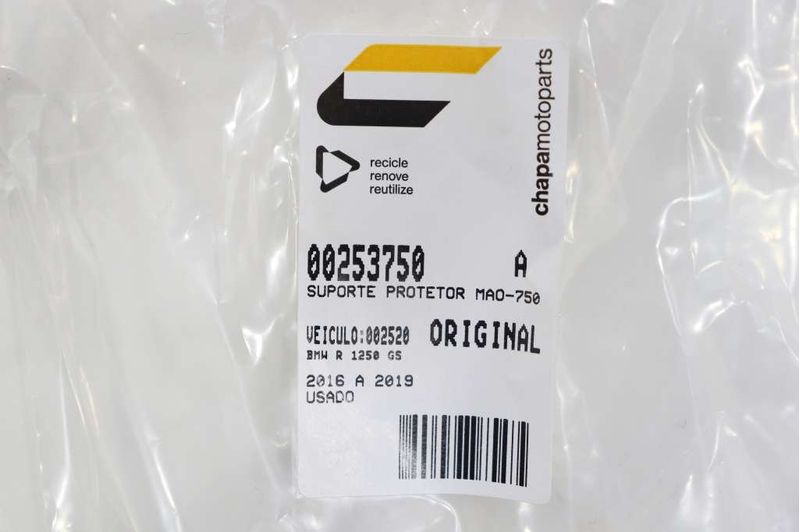 chapamotoparts
recicle
renove
reutilize
00253750 A
SUPORTE PROTETOR MAO-750
VEICULO:002520 ORIGINAL
BMW R 1250 GS
2016 A 2019
USADO